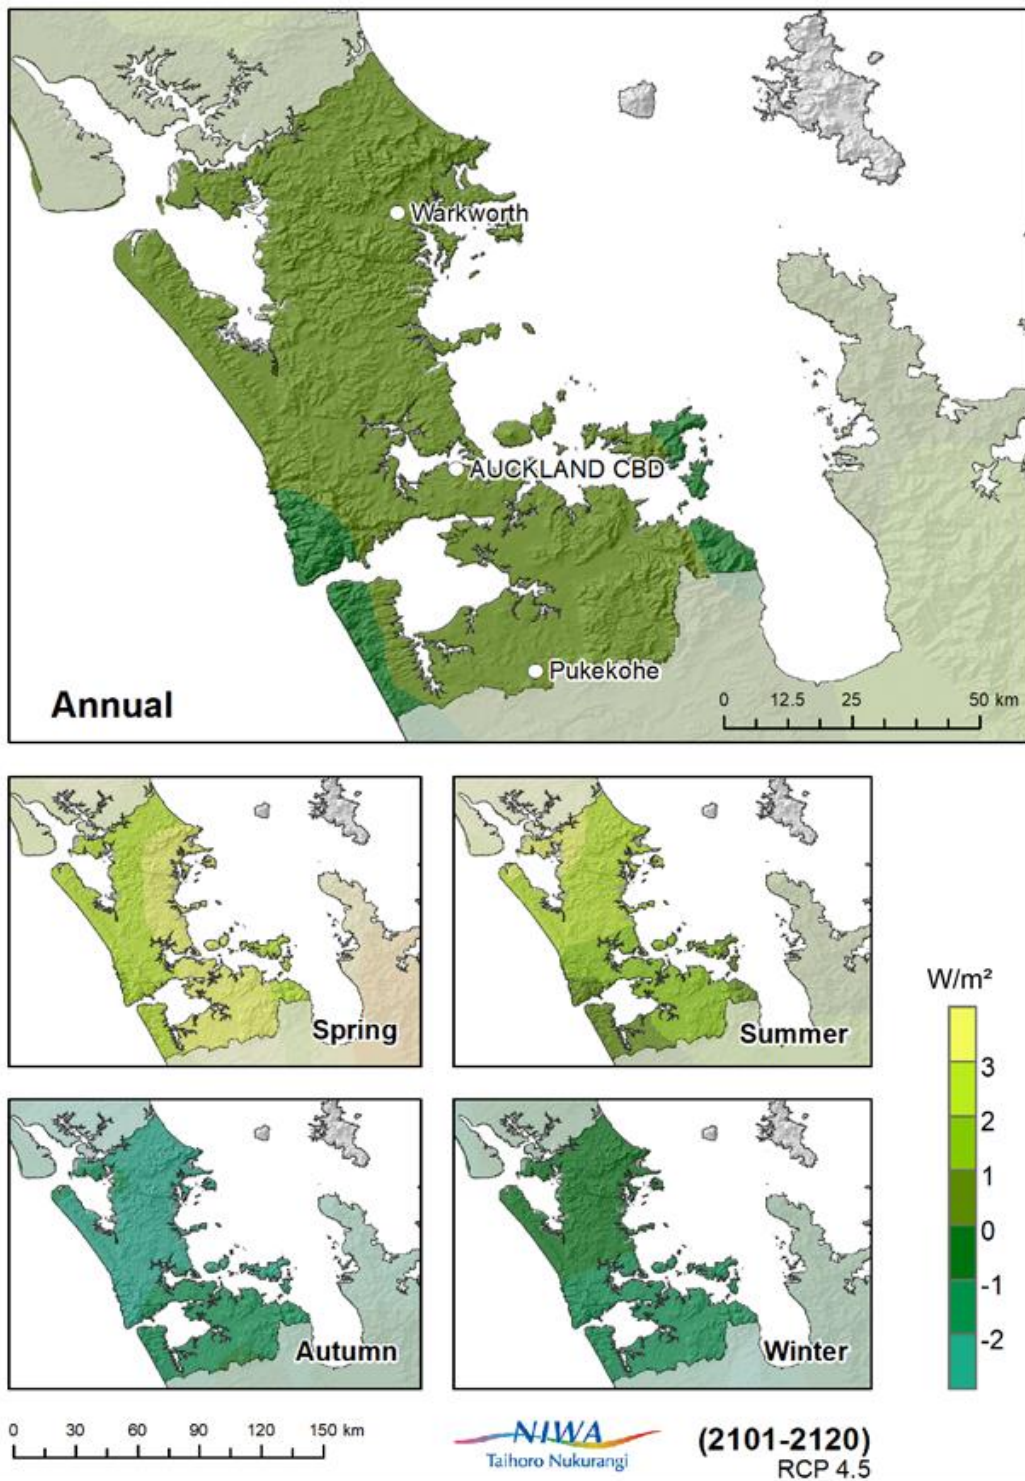 Warkworth
AUCKLAND CBD
Pukekohe
Annual
0 12.5 25 50 km
Spring
Summer
W/m²
3
2
1
0
-1
-2
Autumn
Winter
0 30 60 90 120 150 km
NIWA
Taihoro Nukurangi
(2101-2120)
RCP 4.5